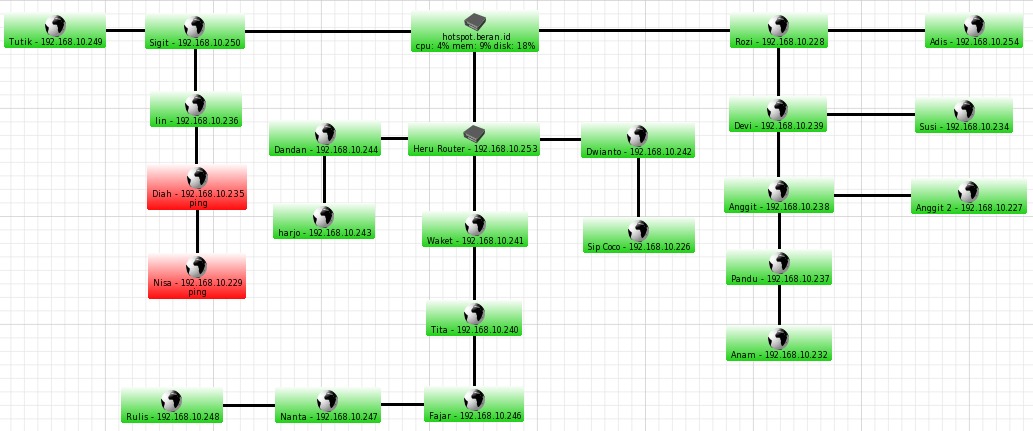 Tutik - 192.168.10.249
Sigit - 192.168.10.250
hotspot.beran.id
cpu: 4% mem: 9% disk: 18%
Rozi - 192.168.10.228
Adis - 192.168.10.254
Iin - 192.168.10.236
Devi - 192.168.10.239
Susi - 192.168.10.234
Dandan - 192.168.10.244
Heru Router - 192.168.10.253
Dwianto - 192.168.10.242
Diah - 192.168.10.235
ping
Anggit - 192.168.10.238
Anggit 2 - 192.168.10.227
harjo - 192.168.10.243
Waket - 192.168.10.241
Sip Coco - 192.168.10.226
Nisa - 192.168.10.229
ping
Pandu - 192.168.10.237
Tita - 192.168.10.240
Anam - 192.168.10.232
Rulis - 192.168.10.248
Nanta - 192.168.10.247
Fajar - 192.168.10.246